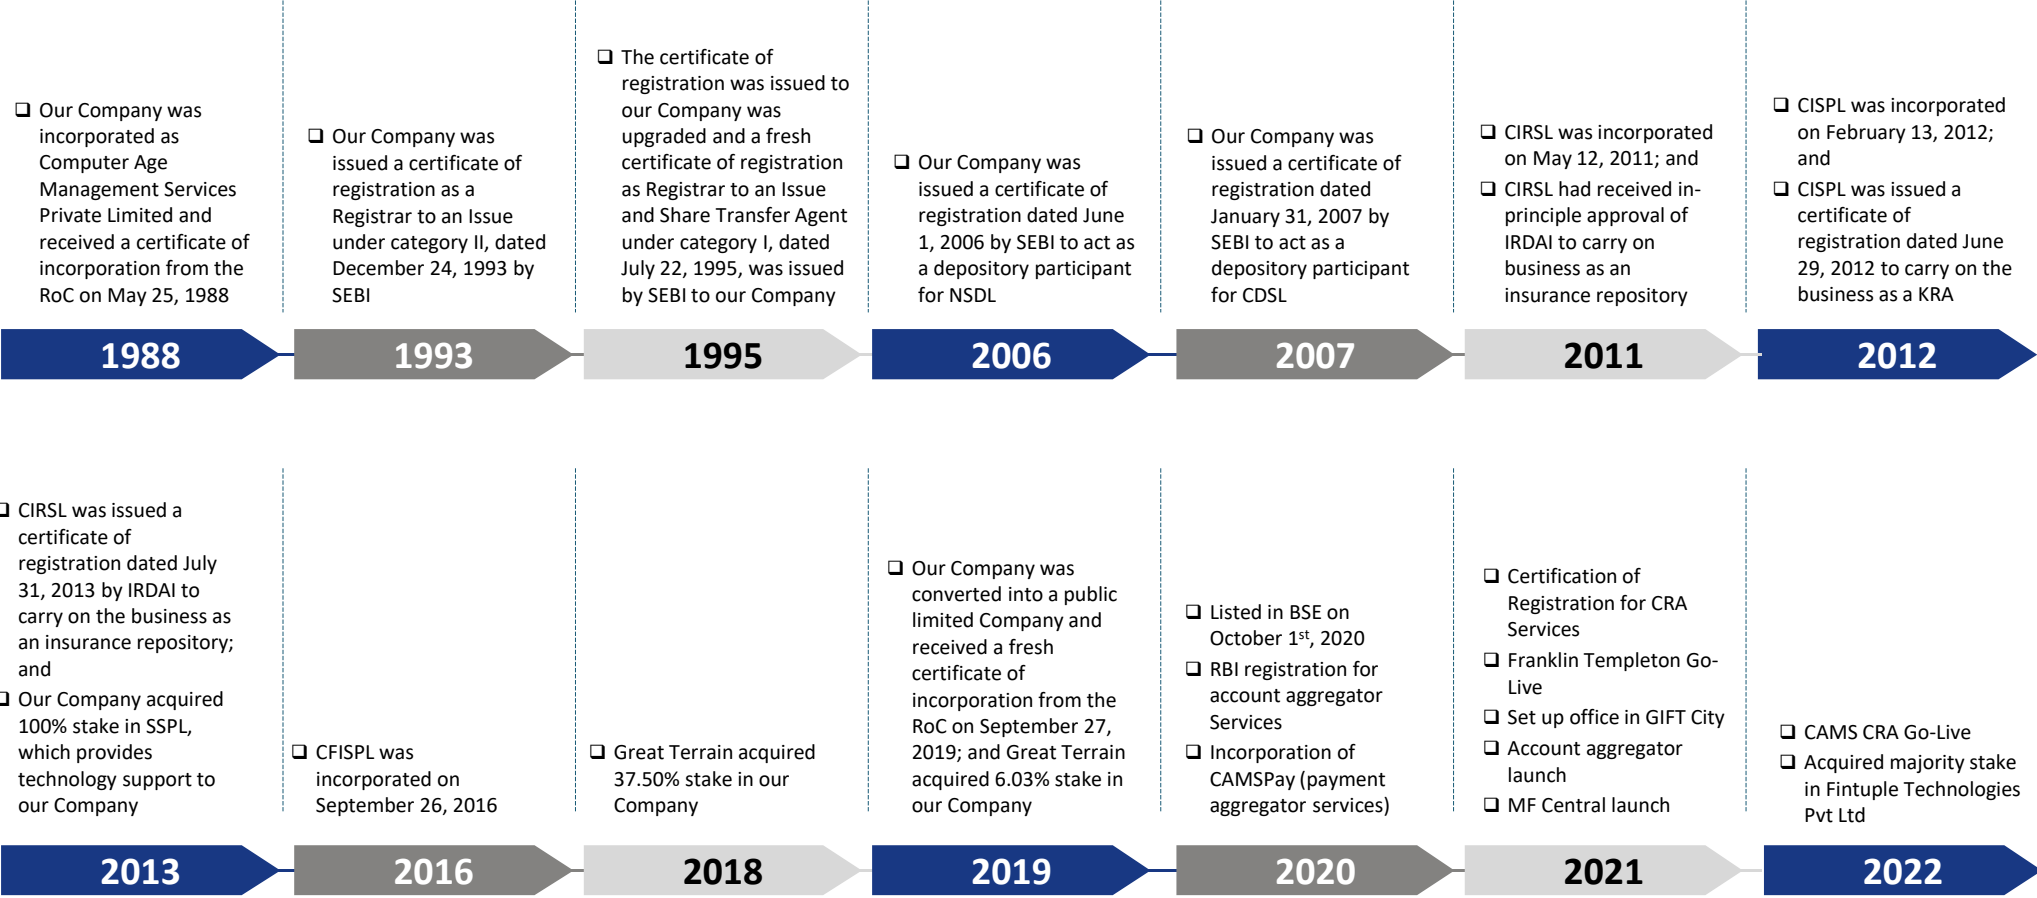 ❑ Our Company was
incorporated as
Computer Age
Management Services
Private Limited and
received a certificate of
incorporation from the
RoC on May 25, 1988
1988
❑ Our Company was
issued a certificate of
registration as a
Registrar to an Issue
under category II, dated
December 24, 1993 by
SEBI
1993
❑ The certificate of
registration was issued to
our Company was
upgraded and a fresh
certificate of registration
as Registrar to an Issue
and Share Transfer Agent
under category I, dated
July 22, 1995, was issued
by SEBI to our Company
1995
❑ Our Company was
issued a certificate of
registration dated June
1, 2006 by SEBI to act as
a depository participant
for NSDL
2006
❑ Our Company was
issued a certificate of
registration dated
January 31, 2007 by
SEBI to act as a
depository participant
for CDSL
2007
❑ CIRSL was incorporated
on May 12, 2011; and
❑ CIRSL had received in-
principle approval of
IRDAI to carry on
business as an
insurance repository
2011
❑ CISPL was incorporated
on February 13, 2012;
and
❑ CISPL was issued a
certificate of
registration dated June
29, 2012 to carry on the
business as a KRA
2012
❑ CIRSL was issued a
certificate of
registration dated July
31, 2013 by IRDAI to
carry on the business as
an insurance repository;
and
❑ Our Company acquired
100% stake in SSPL,
which provides
technology support to
our Company
2013
❑ CFISPL was
incorporated on
September 26, 2016
2016
❑ Great Terrain acquired
37.50% stake in our
Company
2018
❑ Our Company was
converted into a public
limited Company and
received a fresh
certificate of
incorporation from the
RoC on September 27,
2019; and Great Terrain
acquired 6.03% stake in
our Company
2019
❑ Listed in BSE on
October 1st, 2020
❑ RBI registration for
account aggregator
Services
❑ Incorporation of
CAMSPay (payment
aggregator services)
2020
❑ Certification of
Registration for CRA
Services
❑ Franklin Templeton Go-
Live
❑ Set up office in GIFT City
❑ Account aggregator
launch
❑ MF Central launch
2021
❑ CAMS CRA Go-Live
❑ Acquired majority stake
in Fintuple Technologies
Pvt Ltd
2022